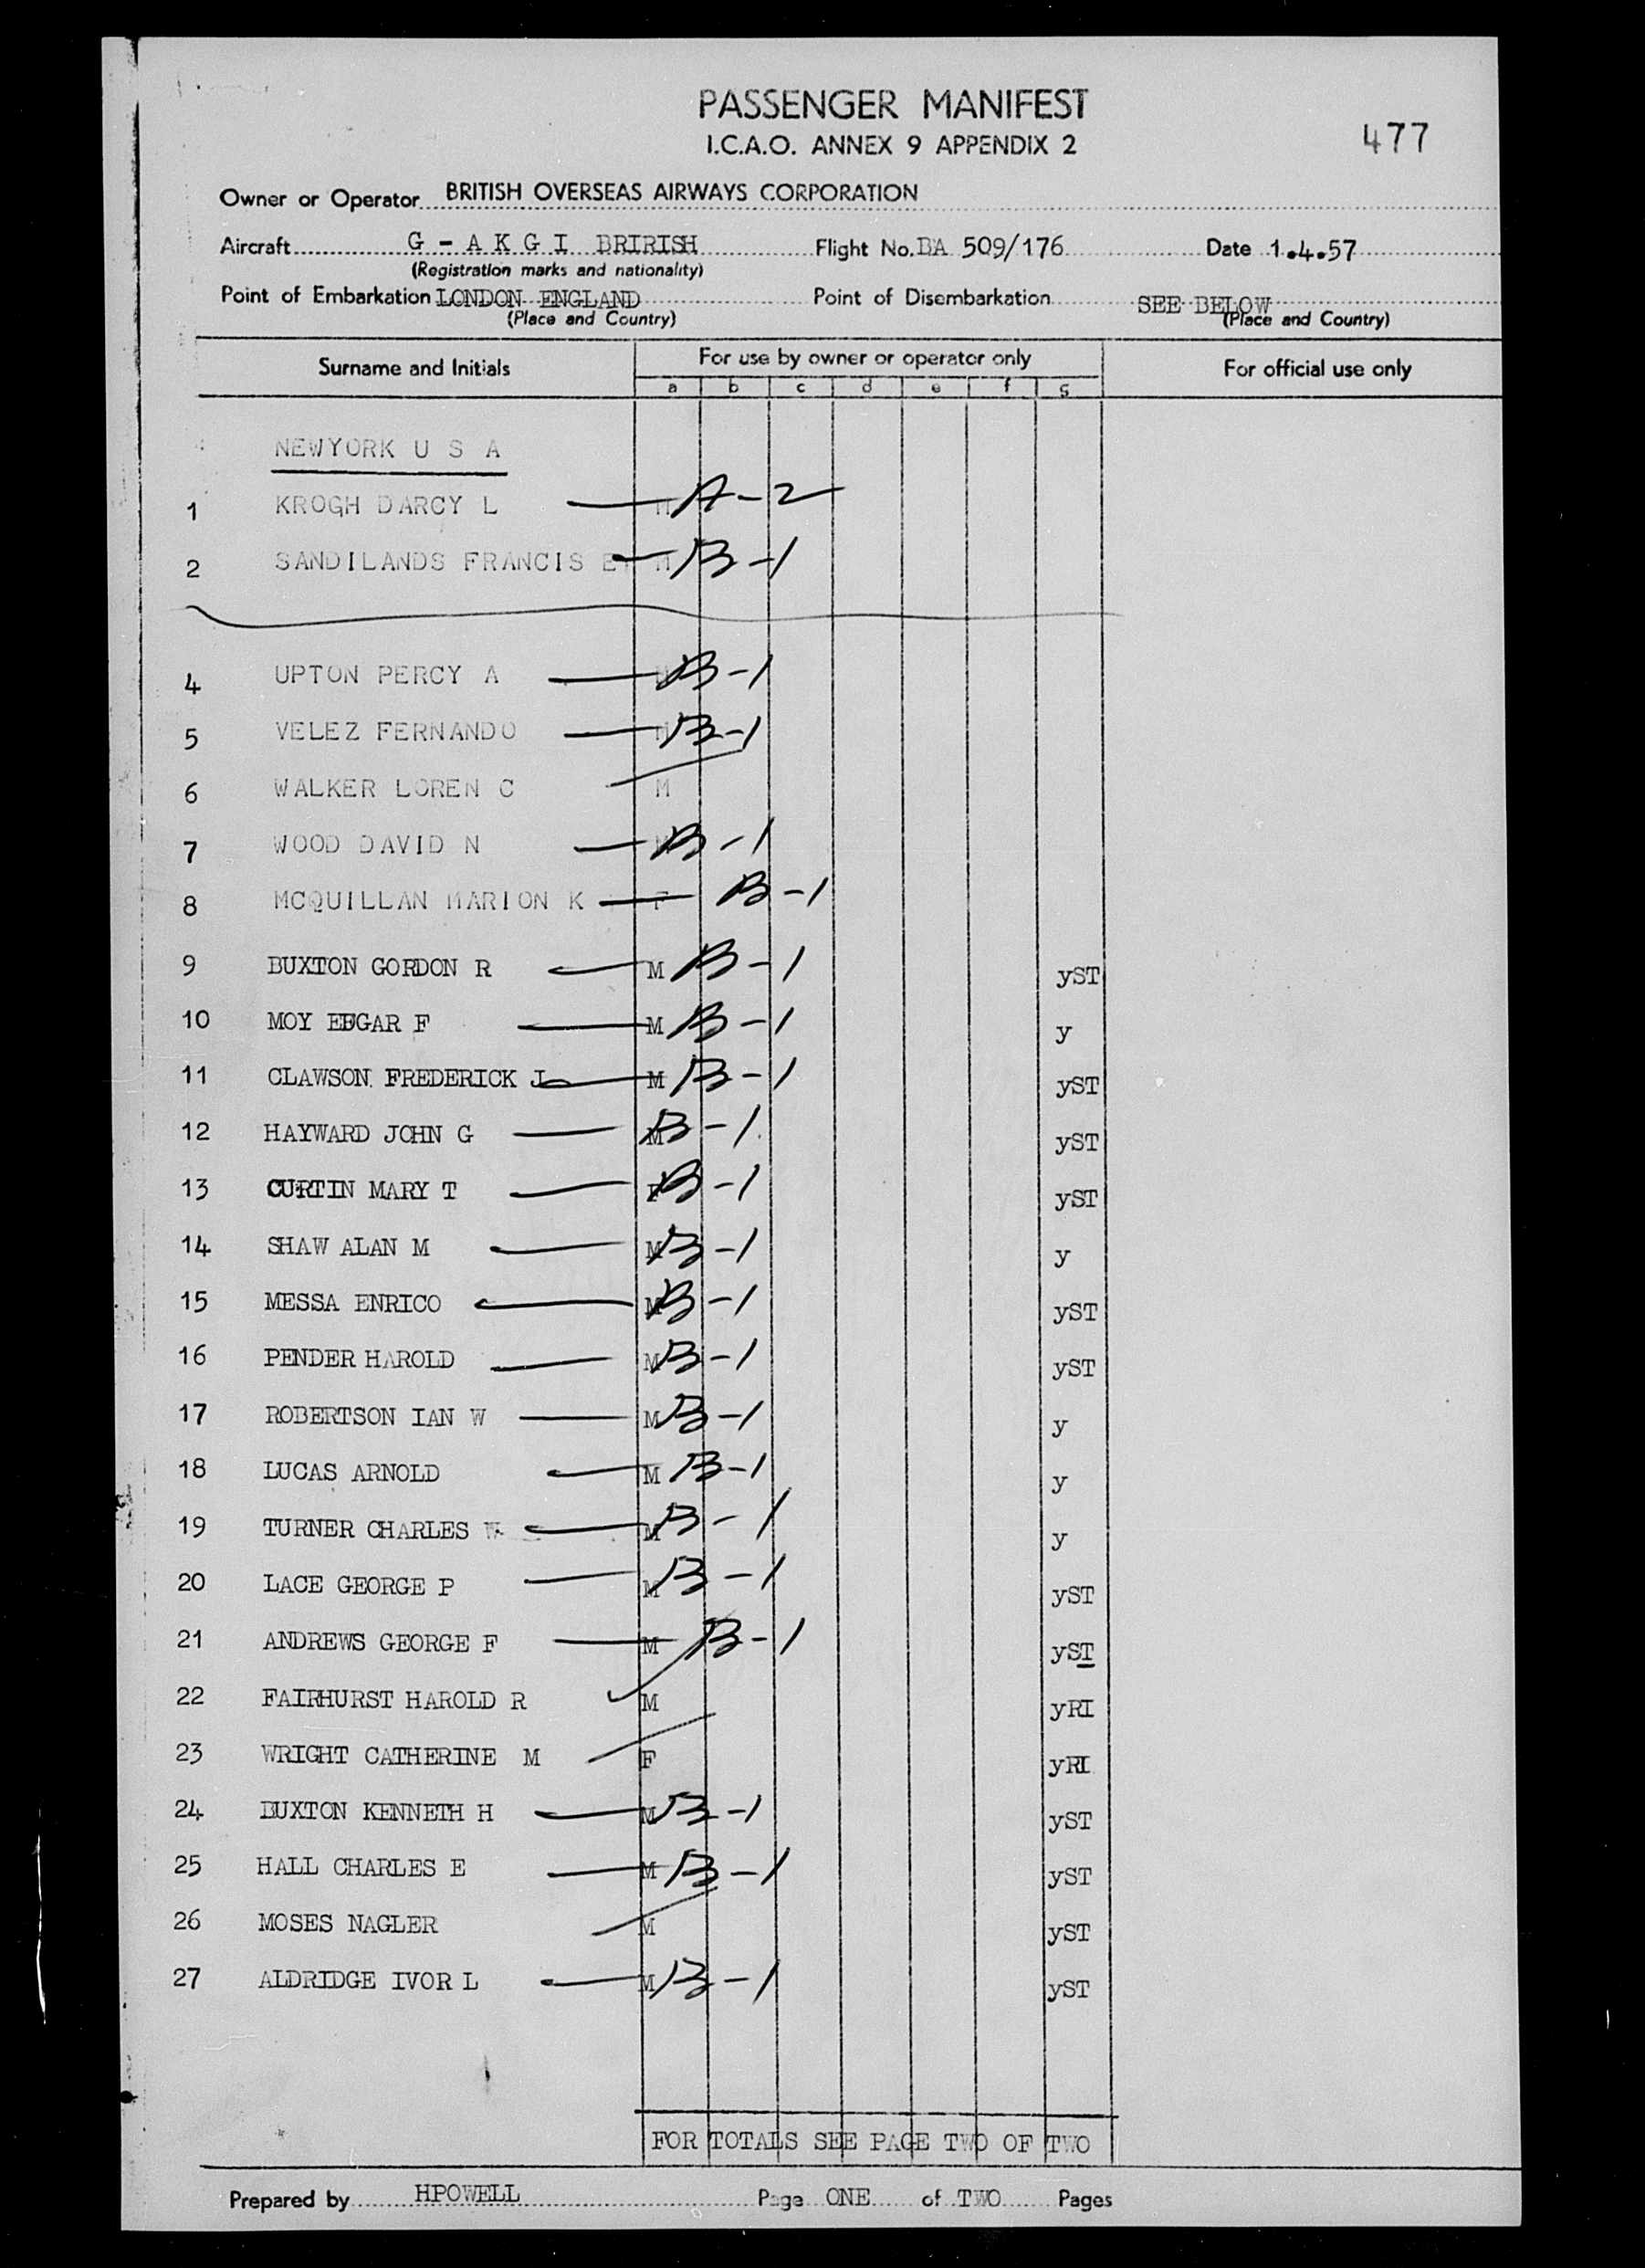 PASSENGER MANIFEST
I.C.A.O. ANNEX 9 APPENDIX 2
477
Owner or Operator BRITISH OVERSEAS AIRWAYS CORPORATION
Aircraft G - A K G I BRIRISH Flight No. BA 509/176 Date 1.4.57
(Registration marks and nationality)
Point of Embarkation LONDON ENGLAND Point of Disembarkation SEE BELOW
(Place and Country) (Place and Country)
Surname and Initials For use by owner or operator only For official use only
a b c d e f g
NEWYORK U S A
1 KROGH DARCY L M A-2
2 SANDILANDS FRANCIS E M B-1
4 UPTON PERCY A B-1
5 VELEZ FERNANDO M B-1
6 WALKER LOREN C M
7 WOOD DAVID N B-1
8 MCQUILLAN MARION K F B-1
9 BUXTON GORDON R M B-1 yST
10 MOY EDGAR F M B-1 y
11 CLAWSON FREDERICK J M B-1 yST
12 HAYWARD JOHN G M B-1 yST
13 CURTIN MARY T F B-1 yST
14 SHAW ALAN M M B-1 y
15 MESSA ENRICO M B-1 yST
16 PENDER HAROLD M B-1 yST
17 ROBERTSON IAN W M B-1 y
18 LUCAS ARNOLD M B-1 y
19 TURNER CHARLES W M B-1 y
20 LACE GEORGE P M B-1 yST
21 ANDREWS GEORGE F M B-1 yST
22 FAIRHURST HAROLD R M yRI
23 WRIGHT CATHERINE M F yRI
24 BUXTON KENNETH H M B-1 yST
25 HALL CHARLES E M B-1 yST
26 MOSES NAGLER M yST
27 ALDRIDGE IVOR L M B-1 yST
FOR TOTALS SEE PAGE TWO OF TWO
Prepared by HPOWELL Page ONE of TWO Pages